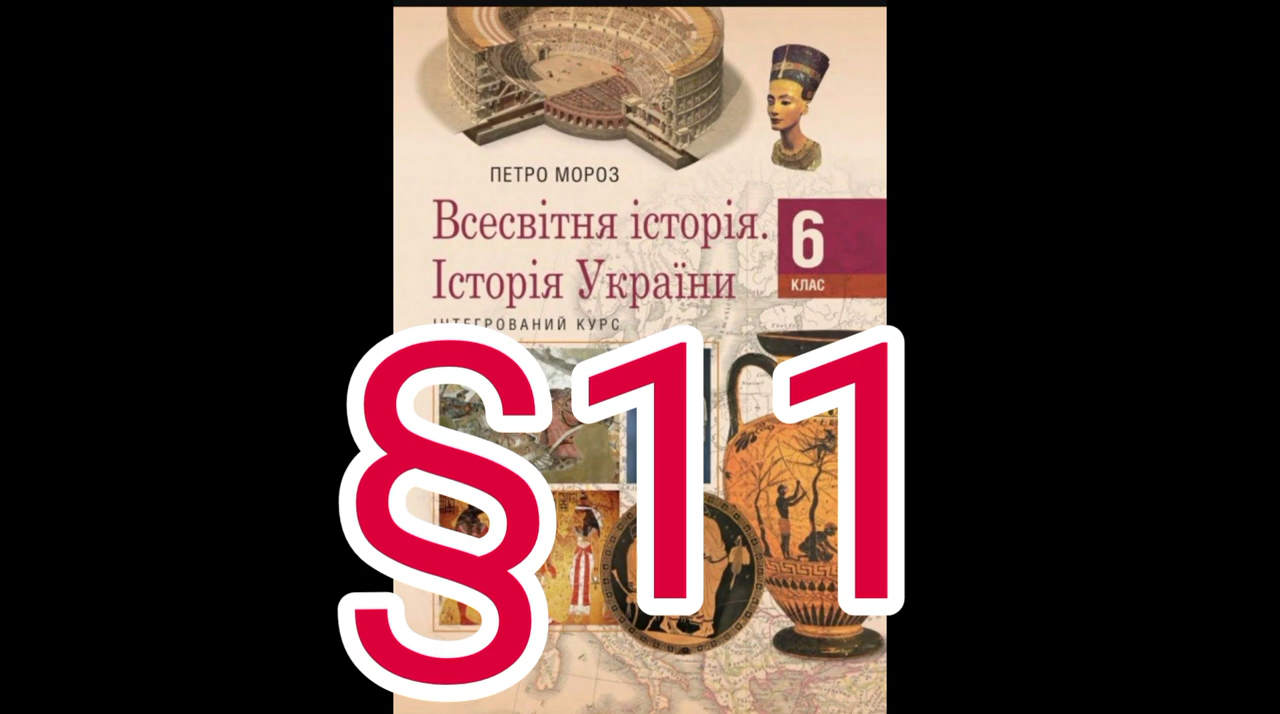 ПЕТРО МОРОЗ
Всесвітня історія.
Історія України
6
КЛАС
ІНТЕГРОВАНИЙ КУРС
§11